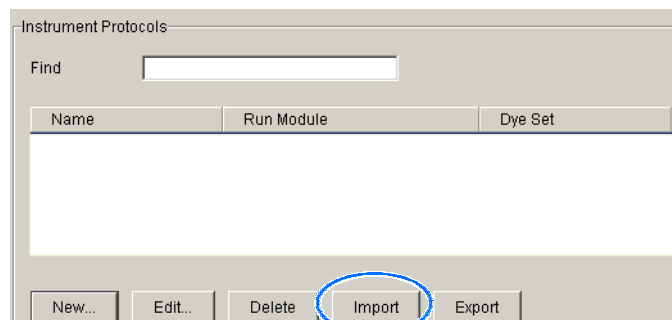 Instrument Protocols
Find
Name Run Module Dye Set
New... Edit... Delete Import Export